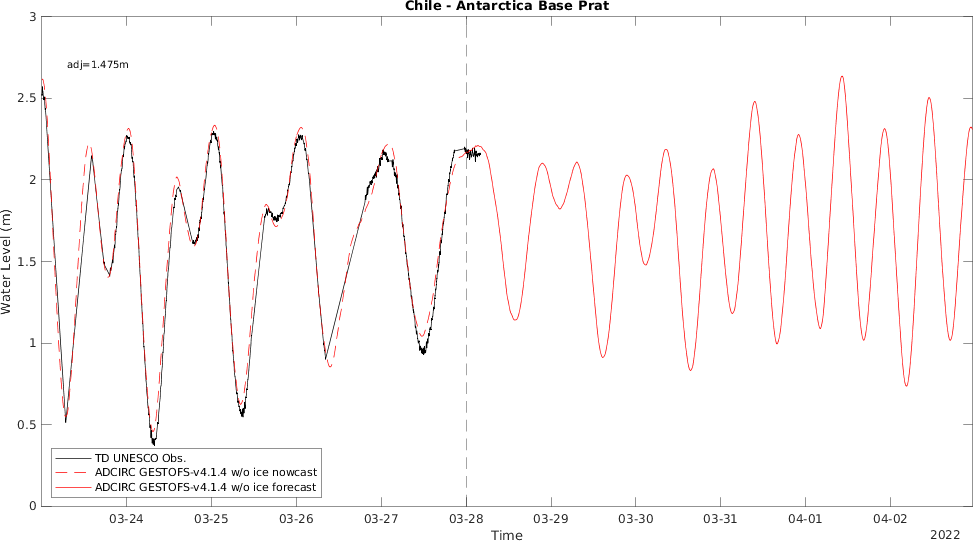 Chile - Antarctica Base Prat
3
adj=1.475m
2.5
2
1.5
1
0.5
0
Water Level (m)
TD UNESCO Obs.
ADCIRC GESTOFS-v4.1.4 w/o ice nowcast
ADCIRC GESTOFS-v4.1.4 w/o ice forecast
03-24 03-25 03-26 03-27 03-28 03-29 03-30 03-31 04-01 04-02
Time
2022